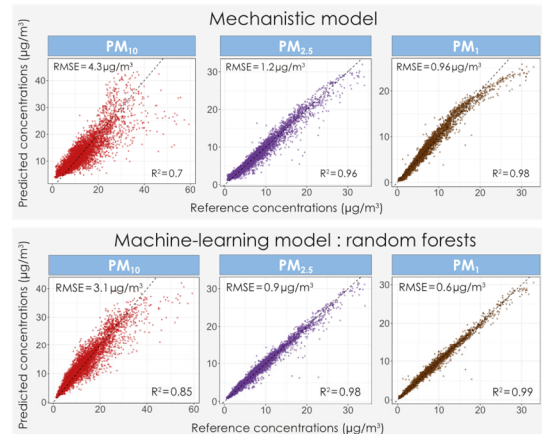 Mechanistic model
PM10
PM2.5
PM1
Predicted concentrations (µg/m³)
RMSE=4.3µg/m³
R²=0.7
40
30
20
10
0
20
40
60
RMSE=1.2µg/m³
R²=0.96
30
20
10
0
0
10
20
30
RMSE=0.96µg/m³
R²=0.98
30
20
10
0
0
10
20
30
Reference concentrations (µg/m³)
Machine-learning model : random forests
PM10
PM2.5
PM1
Predicted concentrations (µg/m³)
RMSE=3.1µg/m³
R²=0.85
40
30
20
10
0
0
20
40
60
RMSE=0.9µg/m³
R²=0.98
30
20
10
0
0
10
20
30
RMSE=0.6µg/m³
R²=0.99
30
20
10
0
0
10
20
30
Reference concentrations (µg/m³)